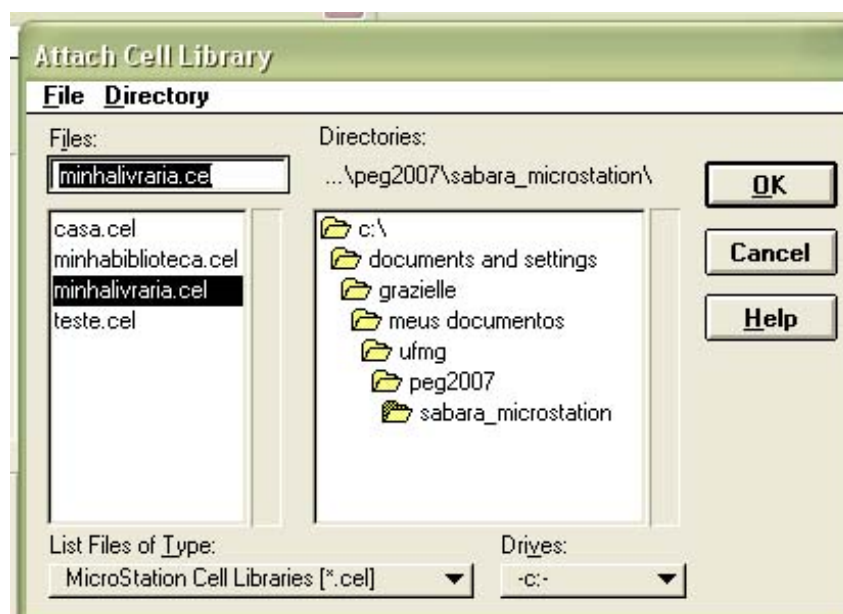 Attach Cell Library
File Directory
Files:
minhalivraria.cel
casa.cel
minhabiblioteca.cel
minhalivraria.cel
teste.cel
List Files of Type:
MicroStation Cell Libraries [*.cel]
Directories:
...\peg2007\sabara_microstation\
c:\
documents and settings
grazielle
meus documentos
ufmg
peg2007
sabara_microstation
Drives:
-c:-
OK
Cancel
Help